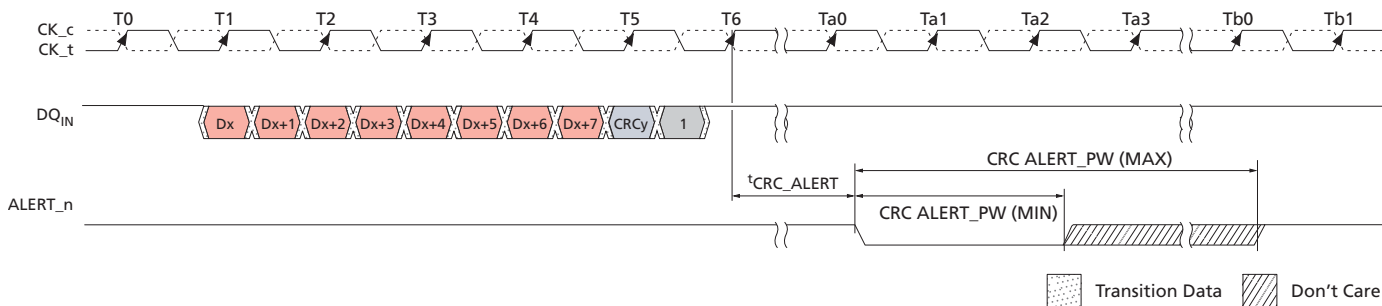 T0 T1 T2 T3 T4 T5 T6 Ta0 Ta1 Ta2 Ta3 Tb0 Tb1
CK_c
CK_t
DQIN
Dx Dx+1 Dx+2 Dx+3 Dx+4 Dx+5 Dx+6 Dx+7 CRCy 1
CRC ALERT_PW (MAX)
tCRC_ALERT
CRC ALERT_PW (MIN)
ALERT_n
Transition Data
Don't Care